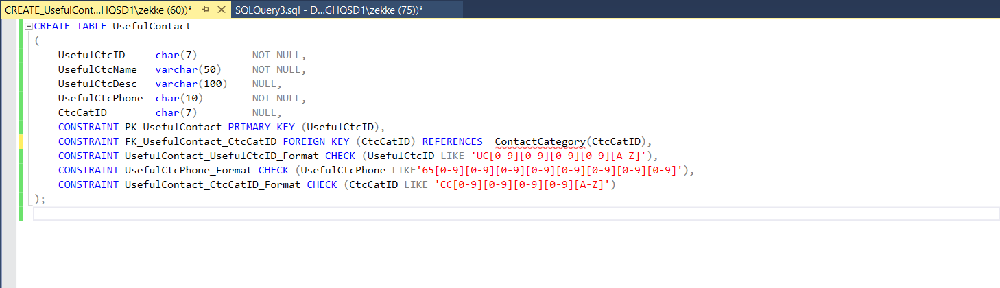 CREATE_UsefulCont...HQSD1\zekke (60))* SQLQuery3.sql - D...GHQSD1\zekke (75))*
CREATE TABLE UsefulContact
(
UsefulCtcID char(7) NOT NULL,
UsefulCtcName varchar(50) NOT NULL,
UsefulCtcDesc varchar(100) NULL,
UsefulCtcPhone char(10) NOT NULL,
CtcCatID char(7) NULL,
CONSTRAINT PK_UsefulContact PRIMARY KEY (UsefulCtcID),
CONSTRAINT FK_UsefulContact_CtcCatID FOREIGN KEY (CtcCatID) REFERENCES ContactCategory(CtcCatID),
CONSTRAINT UsefulContact_UsefulCtcID_Format CHECK (UsefulCtcID LIKE 'UC[0-9][0-9][0-9][0-9][A-Z]'),
CONSTRAINT UsefulCtcPhone_Format CHECK (UsefulCtcPhone LIKE'65[0-9][0-9][0-9][0-9][0-9][0-9][0-9][0-9]'),
CONSTRAINT UsefulContact_CtcCatID_Format CHECK (CtcCatID LIKE 'CC[0-9][0-9][0-9][0-9][A-Z]')
);